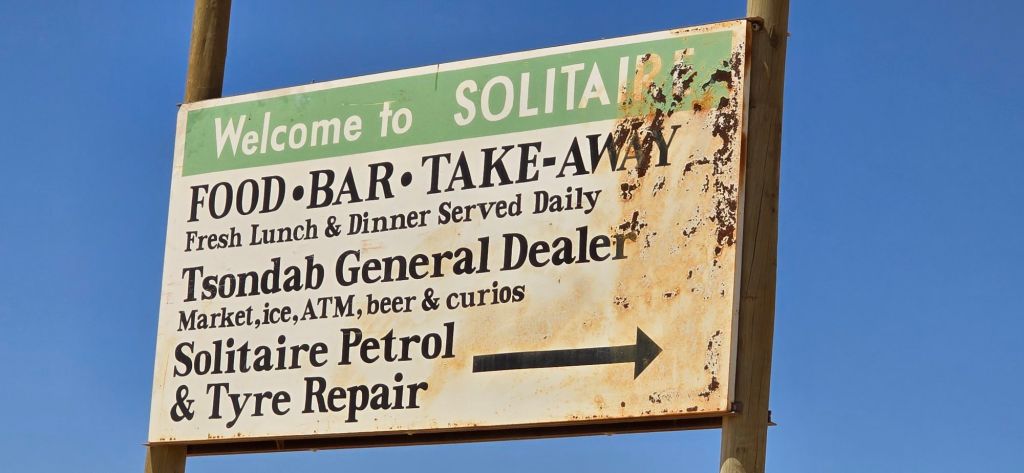 Welcome to SOLITAIRE
FOOD • BAR • TAKE-AWAY
Fresh Lunch & Dinner Served Daily
Tsondab General Dealer
Market, ice, ATM, beer & curios
Solitaire Petrol
& Tyre Repair